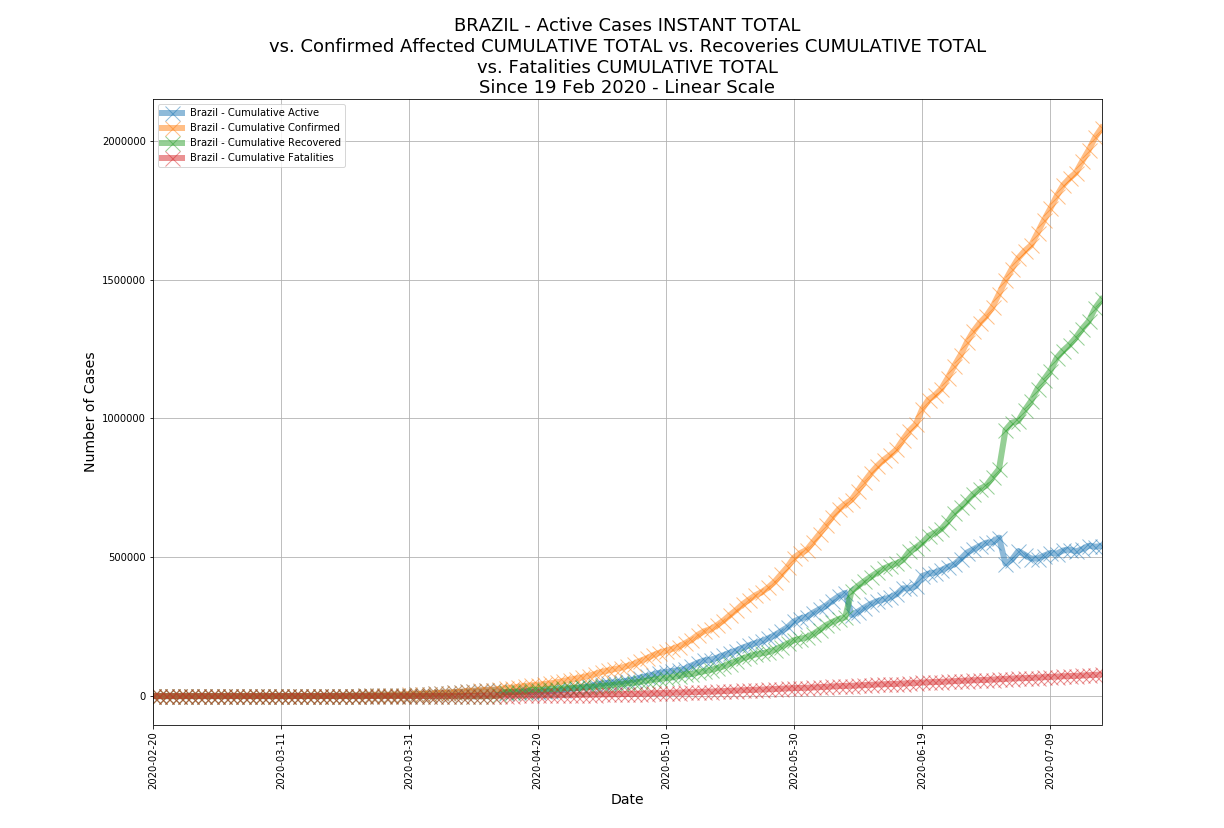 BRAZIL - Active Cases INSTANT TOTAL
vs. Confirmed Affected CUMULATIVE TOTAL vs. Recoveries CUMULATIVE TOTAL
vs. Fatalities CUMULATIVE TOTAL
Since 19 Feb 2020 - Linear Scale
Brazil - Cumulative Active
Brazil - Cumulative Confirmed
Brazil - Cumulative Recovered
Brazil - Cumulative Fatalities
Number of Cases
2000000
1500000
1000000
500000
0
2020-02-20
2020-03-11
2020-03-31
2020-04-20
2020-05-10
2020-05-30
2020-06-19
2020-07-09
Date